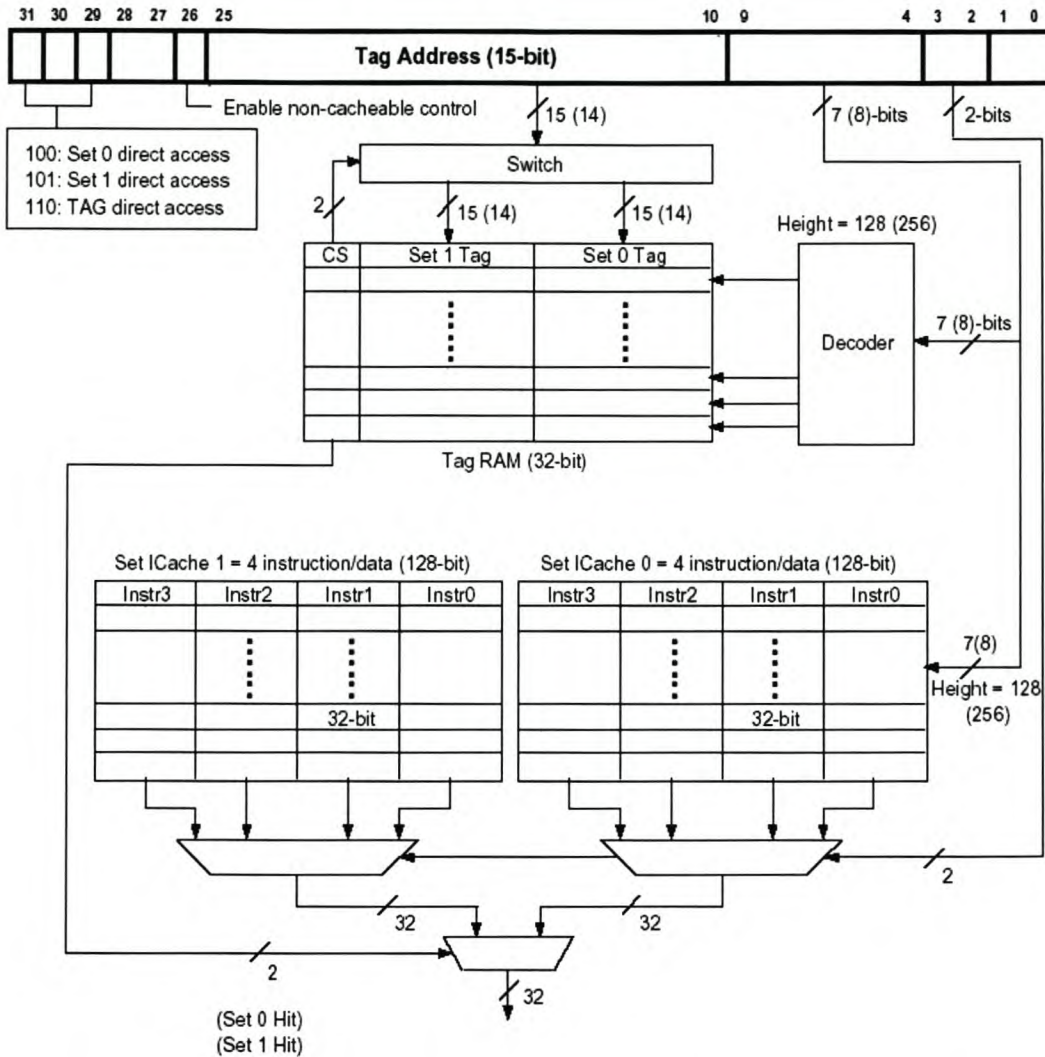 31 30 29 28 27 26 25 10 9 4 3 2 1 0
Tag Address (15-bit)
Enable non-cacheable control
15 (14)
7 (8)-bits
2-bits
100: Set 0 direct access
101: Set 1 direct access
110: TAG direct access
Switch
2
15 (14)
15 (14)
Height = 128 (256)
CS
Set 1 Tag
Set 0 Tag
7 (8)-bits
Decoder
Tag RAM (32-bit)
Set ICache 1 = 4 instruction/data (128-bit)
Set ICache 0 = 4 instruction/data (128-bit)
Instr3 Instr2 Instr1 Instr0
Instr3 Instr2 Instr1 Instr0
7(8)
Height = 128
(256)
32-bit
32-bit
2
32
32
2
32
(Set 0 Hit)
(Set 1 Hit)